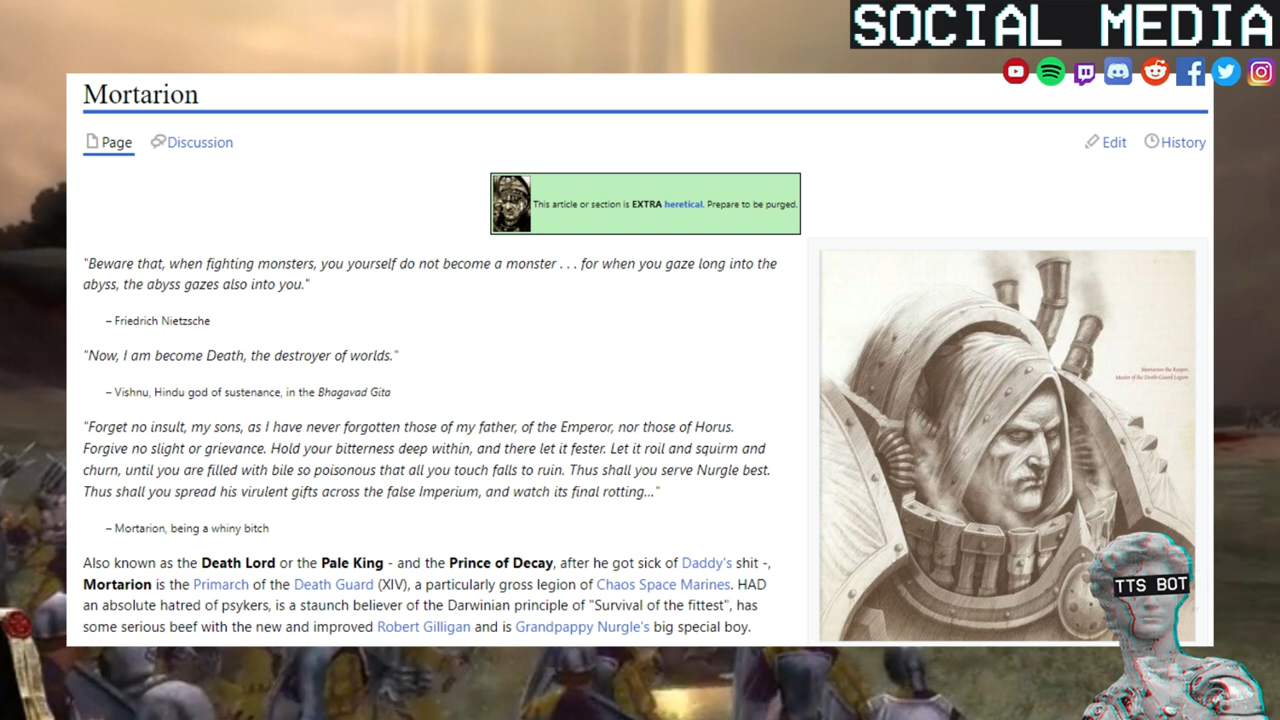 SOCIAL MEDIA
Mortarion
Page Discussion Edit History
This article or section is EXTRA heretical. Prepare to be purged.
"Beware that, when fighting monsters, you yourself do not become a monster . . . for when you gaze long into the
abyss, the abyss gazes also into you."
– Friedrich Nietzsche
"Now, I am become Death, the destroyer of worlds."
– Vishnu, Hindu god of sustenance, in the Bhagavad Gita
"Forget no insult, my sons, as I have never forgotten those of my father, of the Emperor, nor those of Horus.
Forgive no slight or grievance. Hold your bitterness deep within, and there let it fester. Let it roil and squirm and
churn, until you are filled with bile so poisonous that all you touch falls to ruin. Thus shall you serve Nurgle best.
Thus shall you spread his virulent gifts across the false Imperium, and watch its final rotting..."
– Mortarion, being a whiny bitch
Also known as the Death Lord or the Pale King - and the Prince of Decay, after he got sick of Daddy's shit -,
Mortarion is the Primarch of the Death Guard (XIV), a particularly gross legion of Chaos Space Marines. HAD
an absolute hatred of psykers, is a staunch believer of the Darwinian principle of "Survival of the fittest", has
some serious beef with the new and improved Robert Gilligan and is Grandpappy Nurgle's big special boy.
Mortarion the Reaper,
Master of the Death Guard Legion
TTS BOT